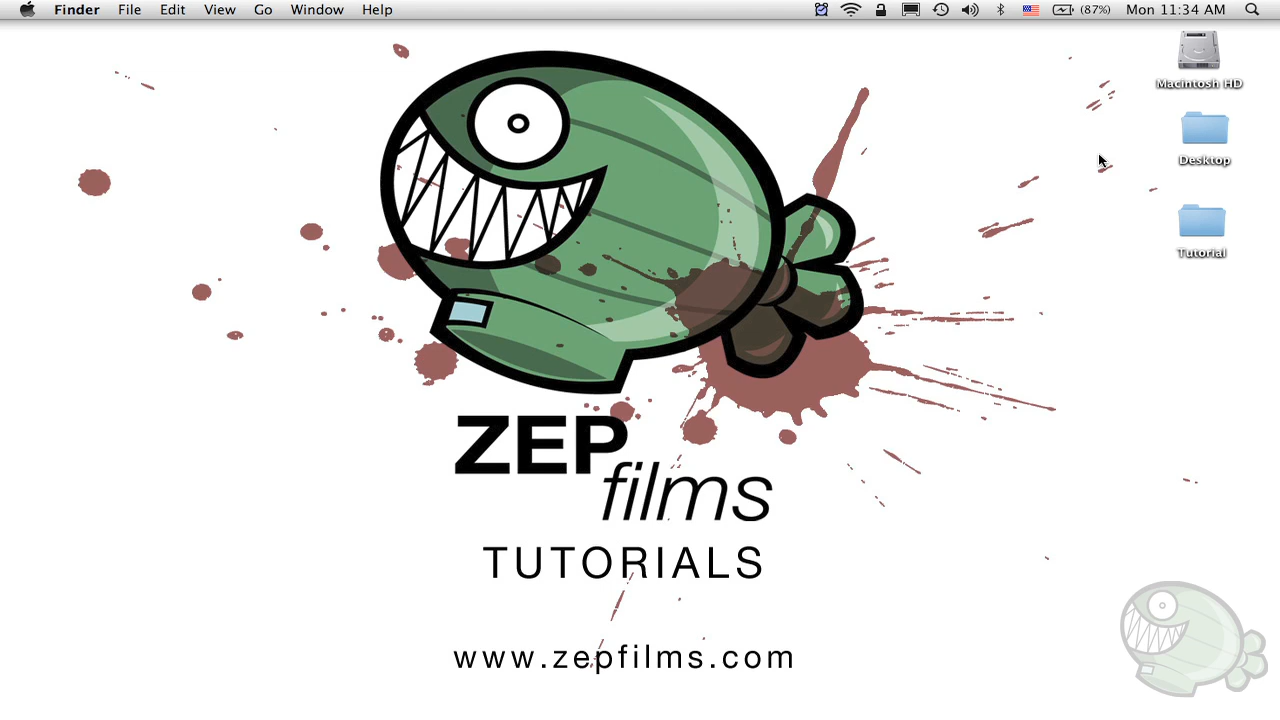 Finder File Edit View Go Window Help (87%) Mon 11:34 AM
Macintosh HD
Desktop
Tutorial
ZEP
films
TUTORIALS
www.zepfilms.com